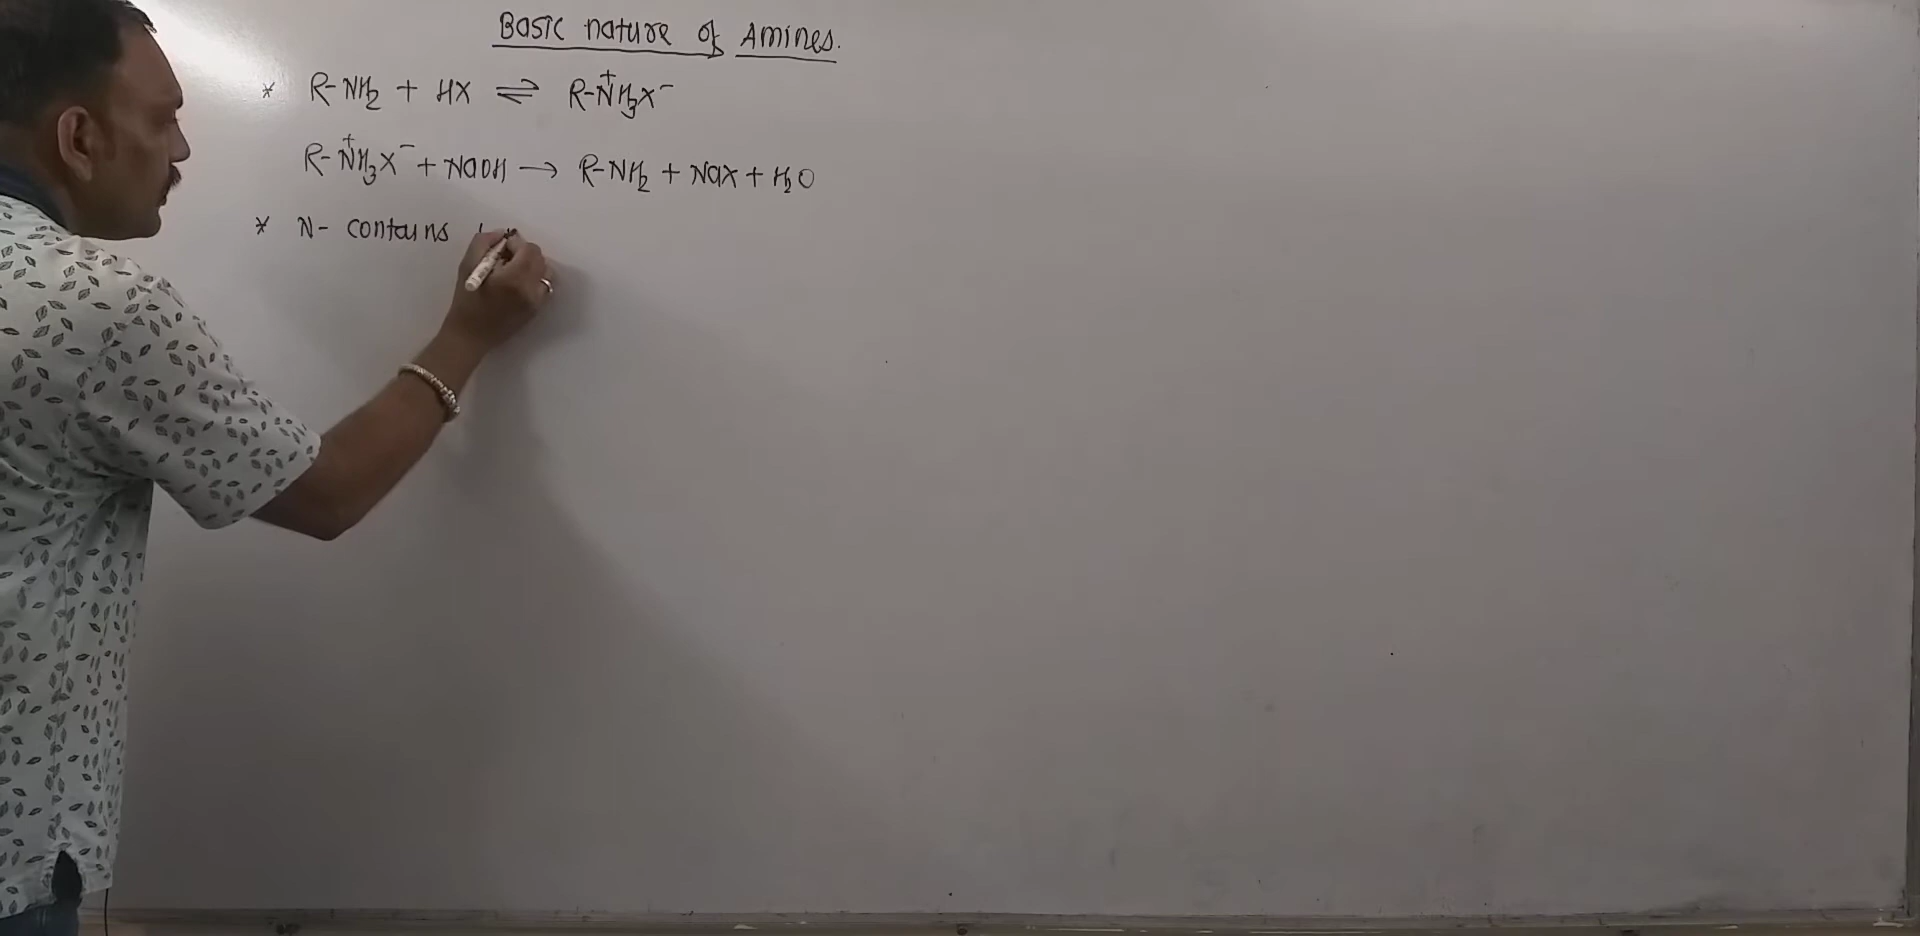 Basic nature of Amines.
* R-NH₂ + HX ⇌ R-N⁺H₃X⁻
R-N⁺H₃X⁻ + NaOH → R-NH₂ + NaX + H₂O
* N- contains